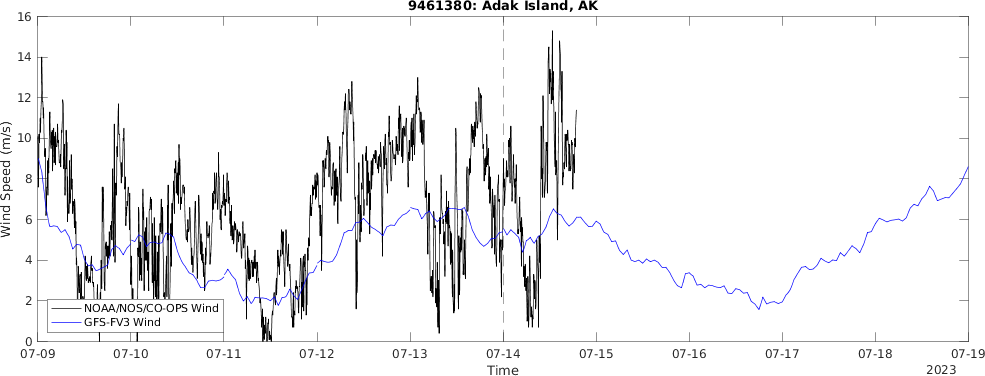 9461380: Adak Island, AK
Wind Speed (m/s)
16
14
12
10
8
6
4
2
0
NOAA/NOS/CO-OPS Wind
GFS-FV3 Wind
07-09 07-10 07-11 07-12 07-13 07-14 07-15 07-16 07-17 07-18 07-19
Time
2023